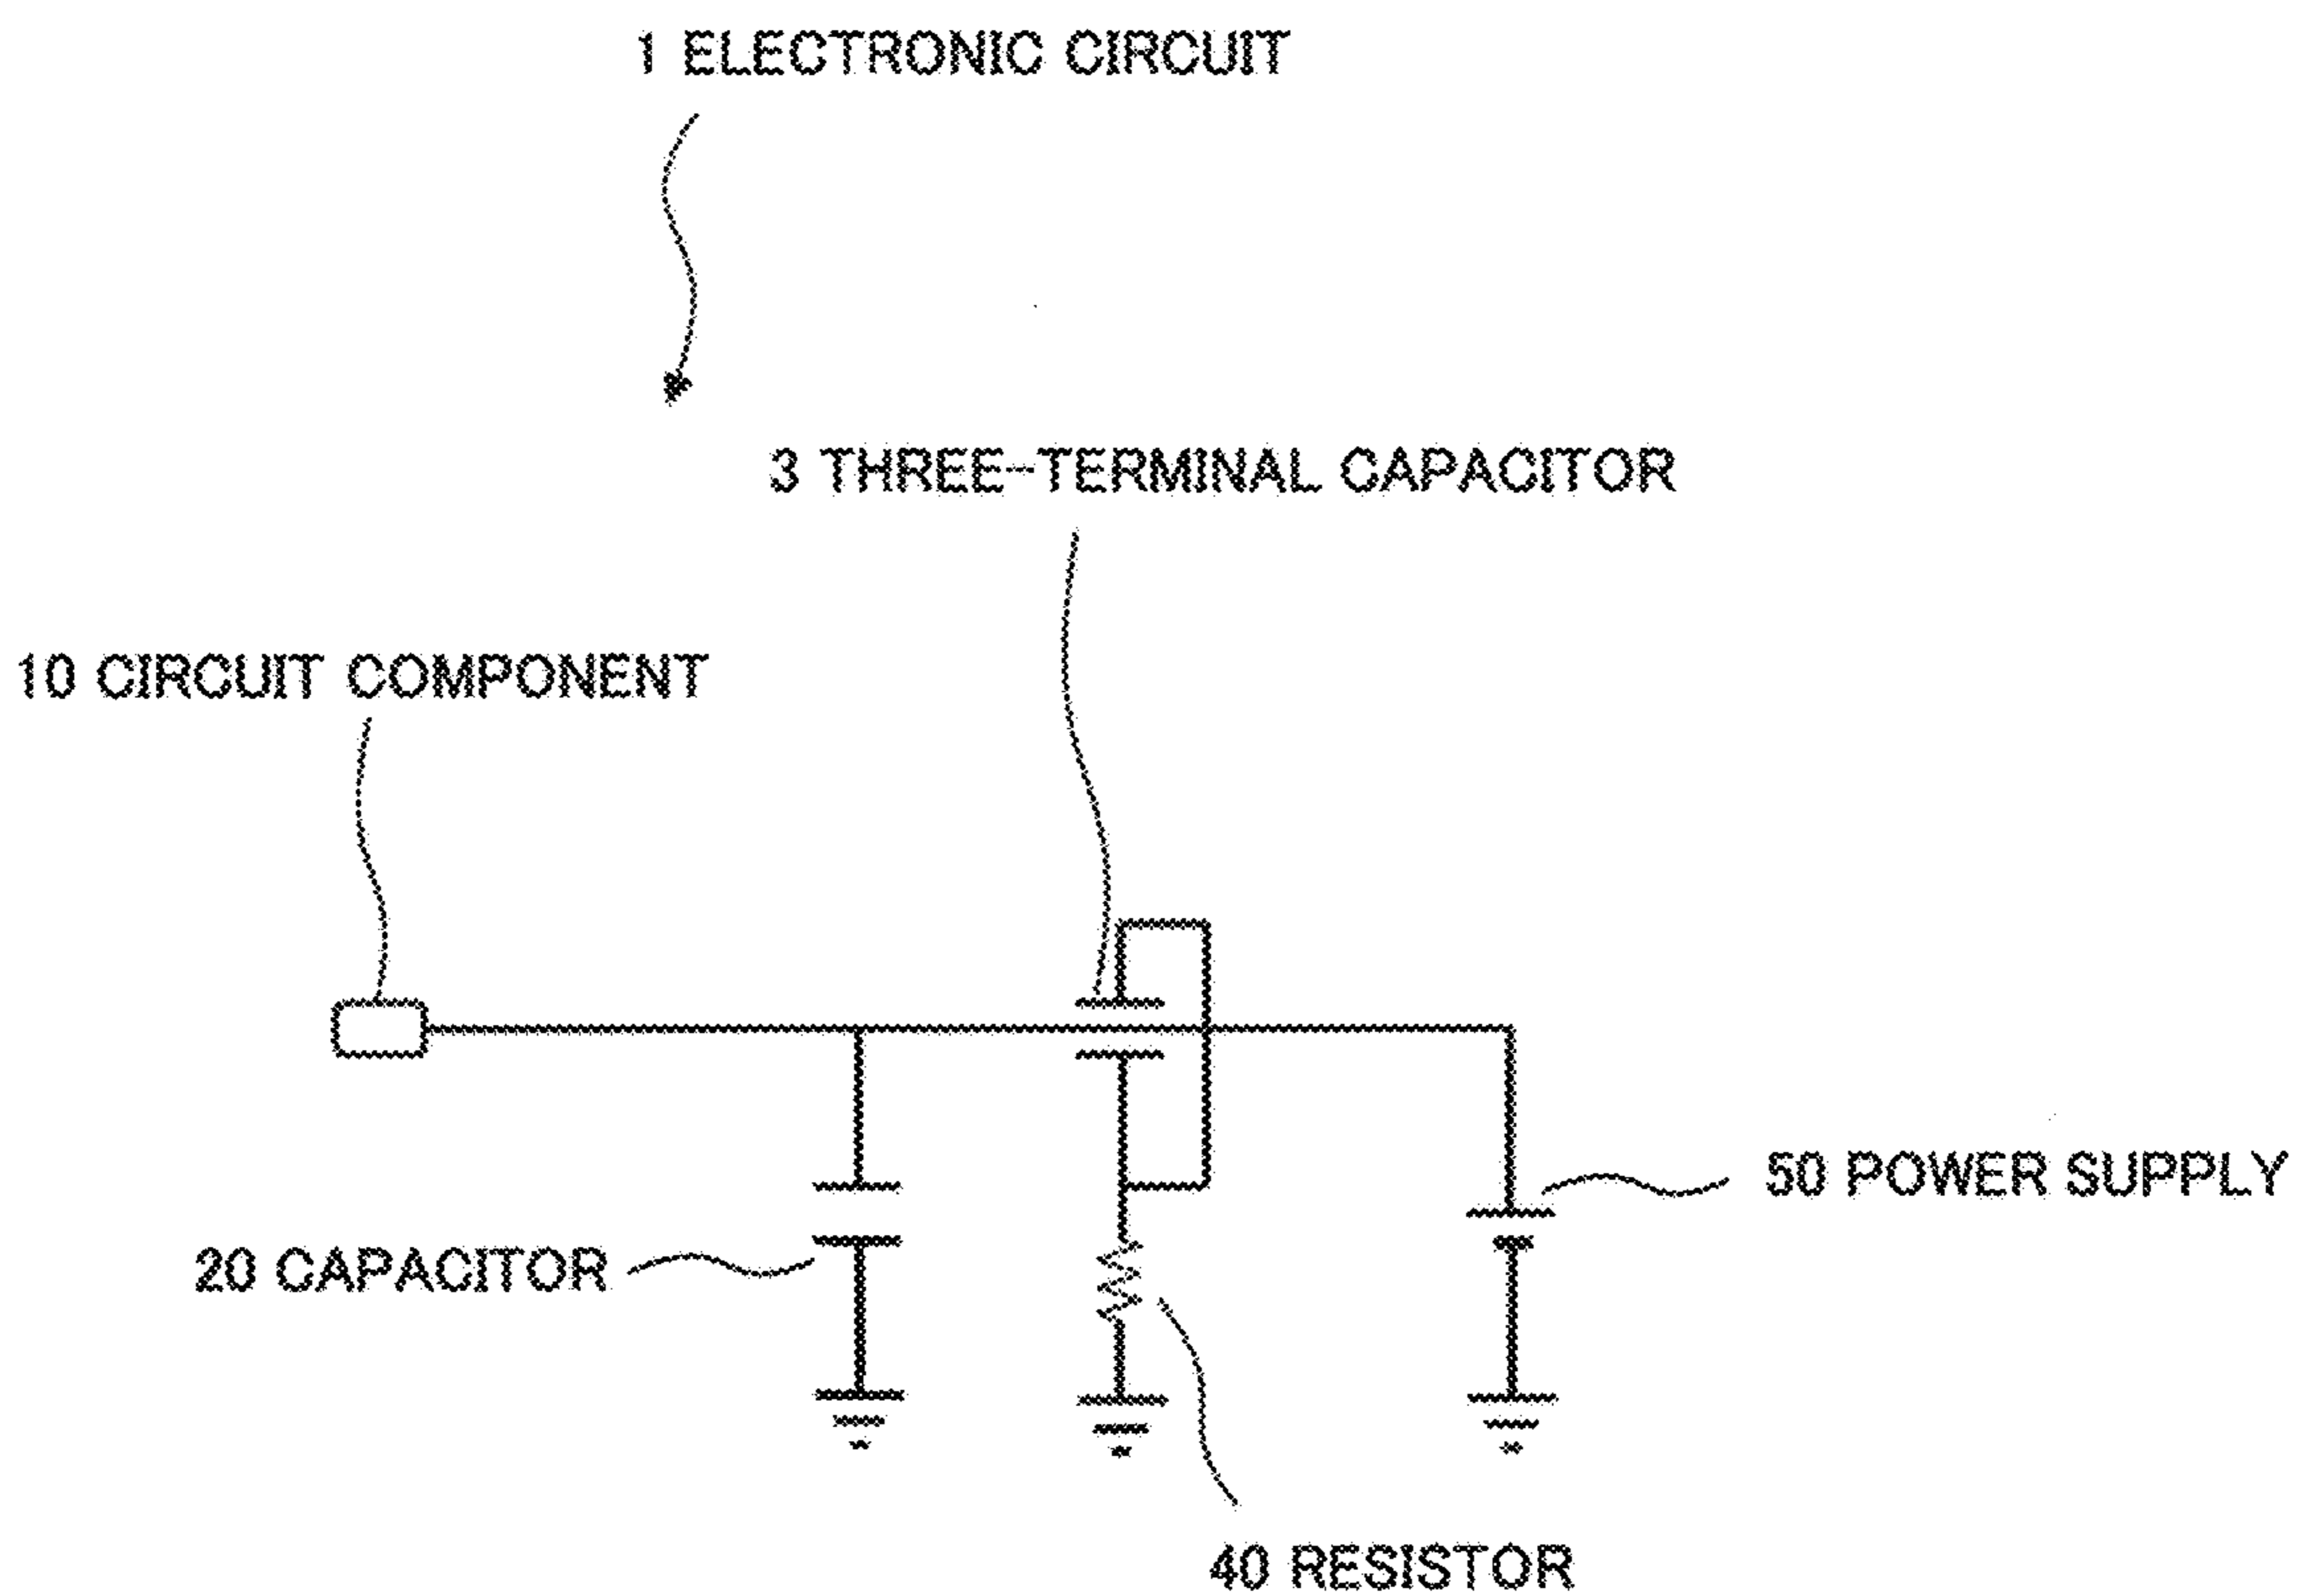 1 ELECTRONIC CIRCUIT
3 THREE-TERMINAL CAPACITOR
10 CIRCUIT COMPONENT
50 POWER SUPPLY
20 CAPACITOR
40 RESISTOR